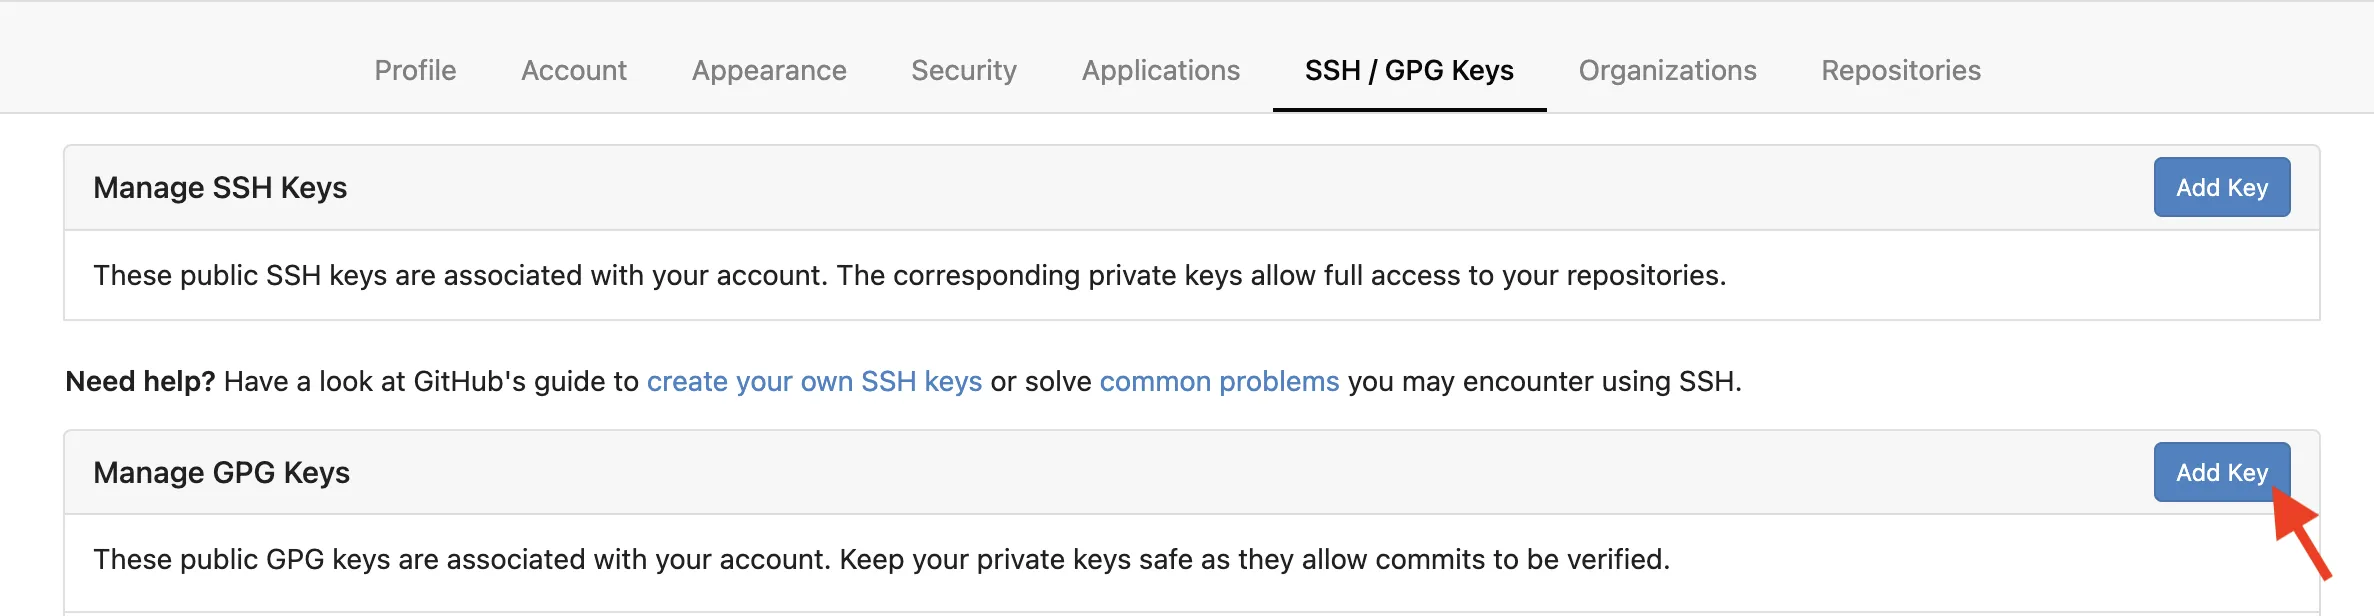 Profile Account Appearance Security Applications SSH / GPG Keys Organizations Repositories
Manage SSH Keys Add Key
These public SSH keys are associated with your account. The corresponding private keys allow full access to your repositories.
Need help? Have a look at GitHub's guide to create your own SSH keys or solve common problems you may encounter using SSH.
Manage GPG Keys Add Key
These public GPG keys are associated with your account. Keep your private keys safe as they allow commits to be verified.